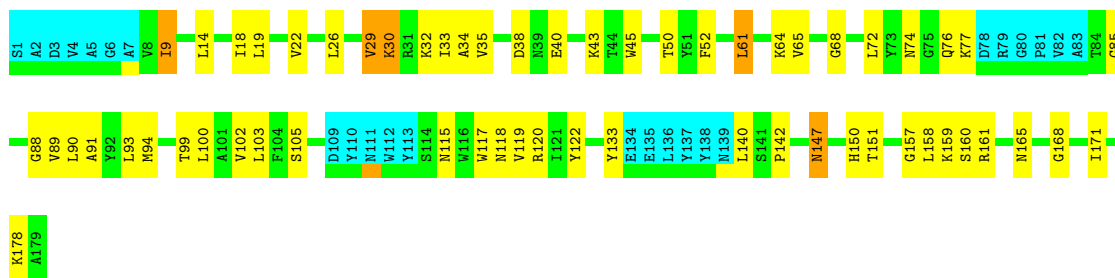 S1 A2 D3 V4 A5 G6 A7 V8 I9 L14 I18 L19 V22 L26 V29 K30 R31 K32 I33 A34 V35 D38 N39 E40 K43 T44 W45 T50 Y51 F52 L61 K64 V65 G68 L72 Y73 N74 G75 Q76 K77 D78 R79 G80 P81 V82 A83 T84 G85
G88 V89 L90 A91 Y92 L93 M94 T99 L100 A101 V102 L103 F104 S105 D109 Y110 N111 W112 Y113 S114 N115 W116 W117 N118 V119 R120 I121 Y122 Y133 E134 E135 L136 Y137 Y138 N139 L140 S141 P142 N147 H150 T151 G157 L158 K159 S160 R161 N165 G168 I171
K178 A179